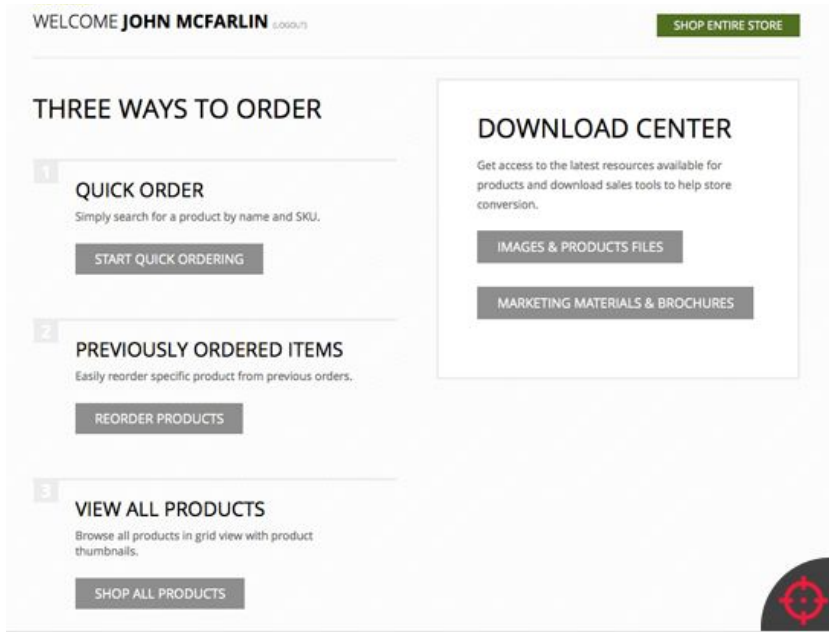 WELCOME JOHN MCFARLIN (LOGOUT)
SHOP ENTIRE STORE
THREE WAYS TO ORDER
1
QUICK ORDER
Simply search for a product by name and SKU.
START QUICK ORDERING
2
PREVIOUSLY ORDERED ITEMS
Easily reorder specific product from previous orders.
REORDER PRODUCTS
3
VIEW ALL PRODUCTS
Browse all products in grid view with product
thumbnails.
SHOP ALL PRODUCTS
DOWNLOAD CENTER
Get access to the latest resources available for
products and download sales tools to help store
conversion.
IMAGES & PRODUCTS FILES
MARKETING MATERIALS & BROCHURES